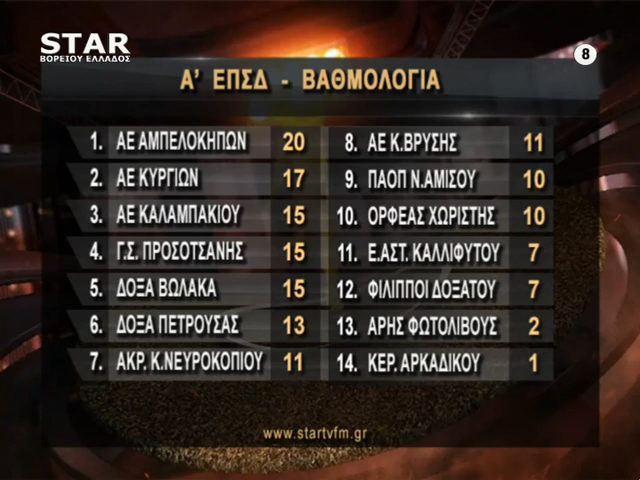 STAR
ΒΟΡΕΙΟΥ ΕΛΛΑΔΟΣ
8
Α' ΕΠΣΔ - ΒΑΘΜΟΛΟΓΙΑ
1. ΑΕ ΑΜΠΕΛΟΚΗΠΩΝ 20
2. ΑΕ ΚΥΡΓΙΩΝ 17
3. ΑΕ ΚΑΛΑΜΠΑΚΙΟΥ 15
4. Γ.Σ. ΠΡΟΣΟΤΣΑΝΗΣ 15
5. ΔΟΞΑ ΒΩΛΑΚΑ 15
6. ΔΟΞΑ ΠΕΤΡΟΥΣΑΣ 13
7. ΑΚΡ. Κ.ΝΕΥΡΟΚΟΠΙΟΥ 11
8. ΑΕ Κ.ΒΡΥΣΗΣ 11
9. ΠΑΟΠ Ν.ΑΜΙΣΟΥ 10
10. ΟΡΦΕΑΣ ΧΩΡΙΣΤΗΣ 10
11. Ε.ΑΣΤ. ΚΑΛΛΙΦΥΤΟΥ 7
12. ΦΙΛΙΠΠΟΙ ΔΟΞΑΤΟΥ 7
13. ΑΡΗΣ ΦΩΤΟΛΙΒΟΥΣ 2
14. ΚΕΡ. ΑΡΚΑΔΙΚΟΥ 1
www.startvfm.gr